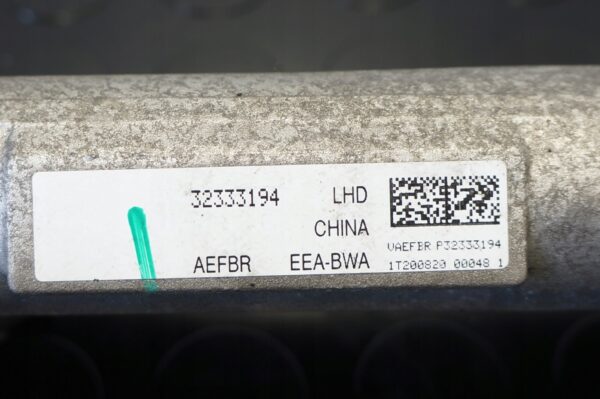 32333194 LHD
CHINA
AEFBR EEA-BWA
VAEFBR P32333194
1T200820 00048 1